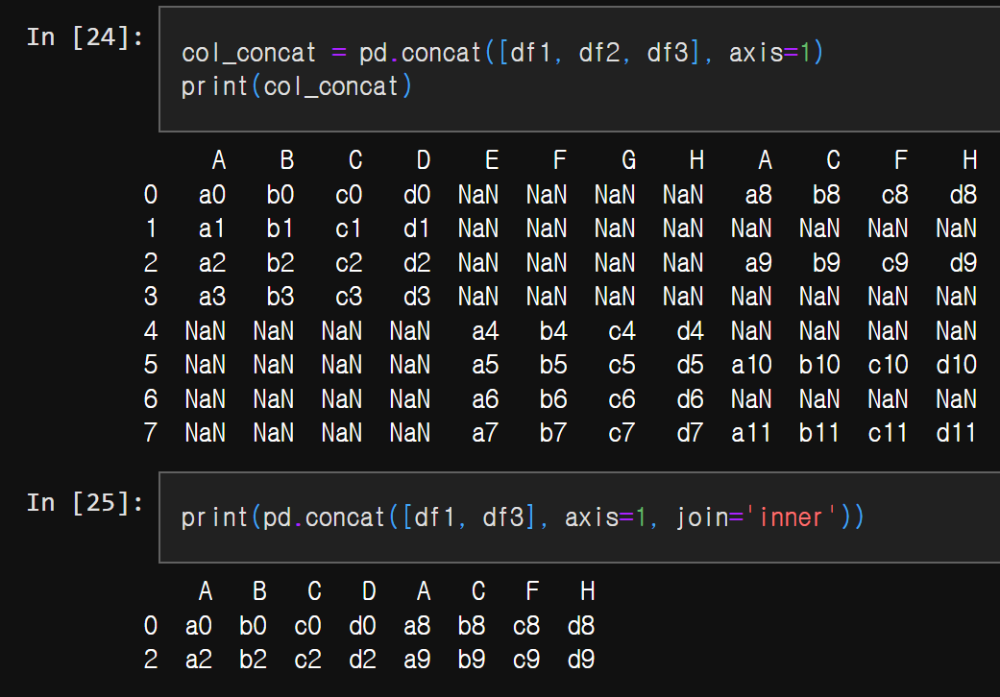 In [24]:
col_concat = pd.concat([df1, df2, df3], axis=1)
print(col_concat)
A B C D E F G H A C F H
0 a0 b0 c0 d0 NaN NaN NaN NaN a8 b8 c8 d8
1 a1 b1 c1 d1 NaN NaN NaN NaN NaN NaN NaN NaN
2 a2 b2 c2 d2 NaN NaN NaN NaN a9 b9 c9 d9
3 a3 b3 c3 d3 NaN NaN NaN NaN NaN NaN NaN NaN
4 NaN NaN NaN NaN a4 b4 c4 d4 NaN NaN NaN NaN
5 NaN NaN NaN NaN a5 b5 c5 d5 a10 b10 c10 d10
6 NaN NaN NaN NaN a6 b6 c6 d6 NaN NaN NaN NaN
7 NaN NaN NaN NaN a7 b7 c7 d7 a11 b11 c11 d11
In [25]:
print(pd.concat([df1, df3], axis=1, join='inner'))
A B C D A C F H
0 a0 b0 c0 d0 a8 b8 c8 d8
2 a2 b2 c2 d2 a9 b9 c9 d9